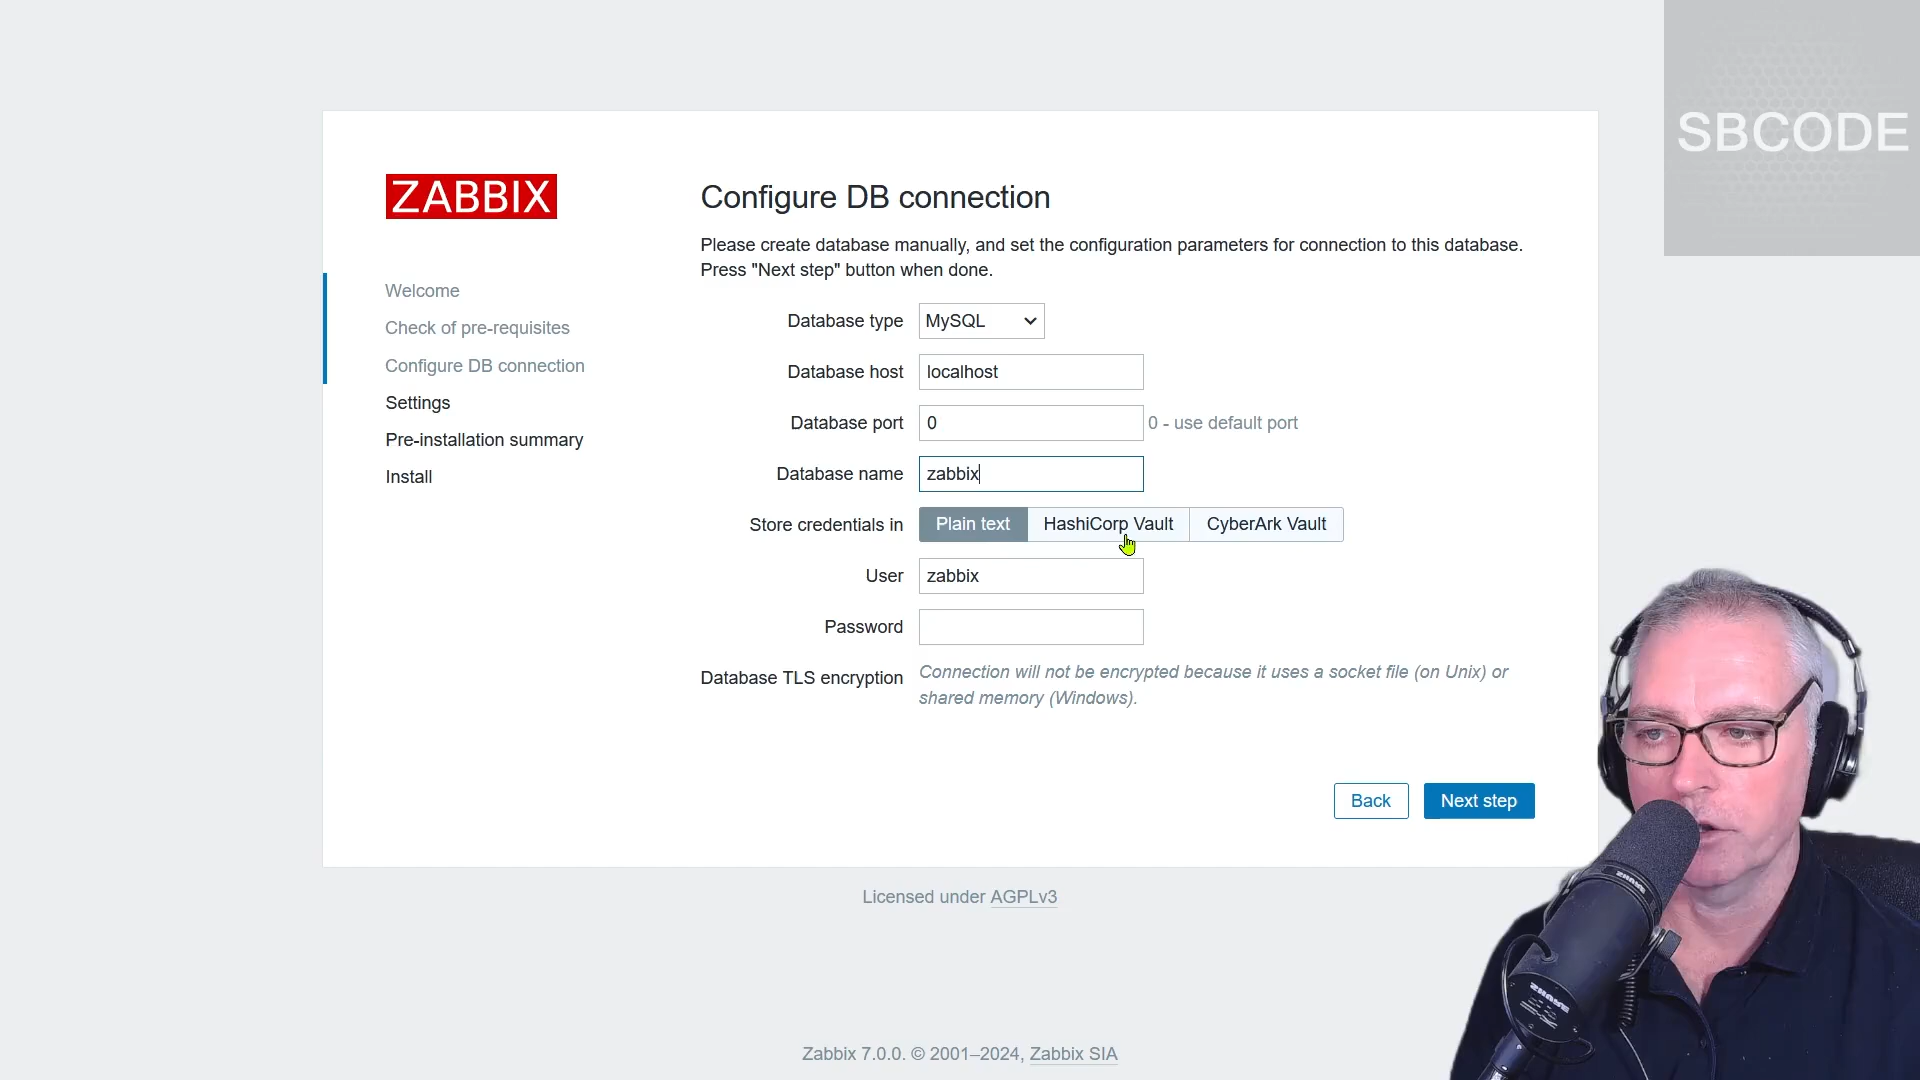 SBCODE
ZABBIX
Welcome
Check of pre-requisites
Configure DB connection
Settings
Pre-installation summary
Install
Configure DB connection
Please create database manually, and set the configuration parameters for connection to this database.
Press "Next step" button when done.
Database type MySQL
Database host localhost
Database port 0 0 - use default port
Database name zabbix
Store credentials in Plain text HashiCorp Vault CyberArk Vault
User zabbix
Password
Database TLS encryption Connection will not be encrypted because it uses a socket file (on Unix) or
shared memory (Windows).
Back Next step
Licensed under AGPLv3
Zabbix 7.0.0. © 2001–2024, Zabbix SIA